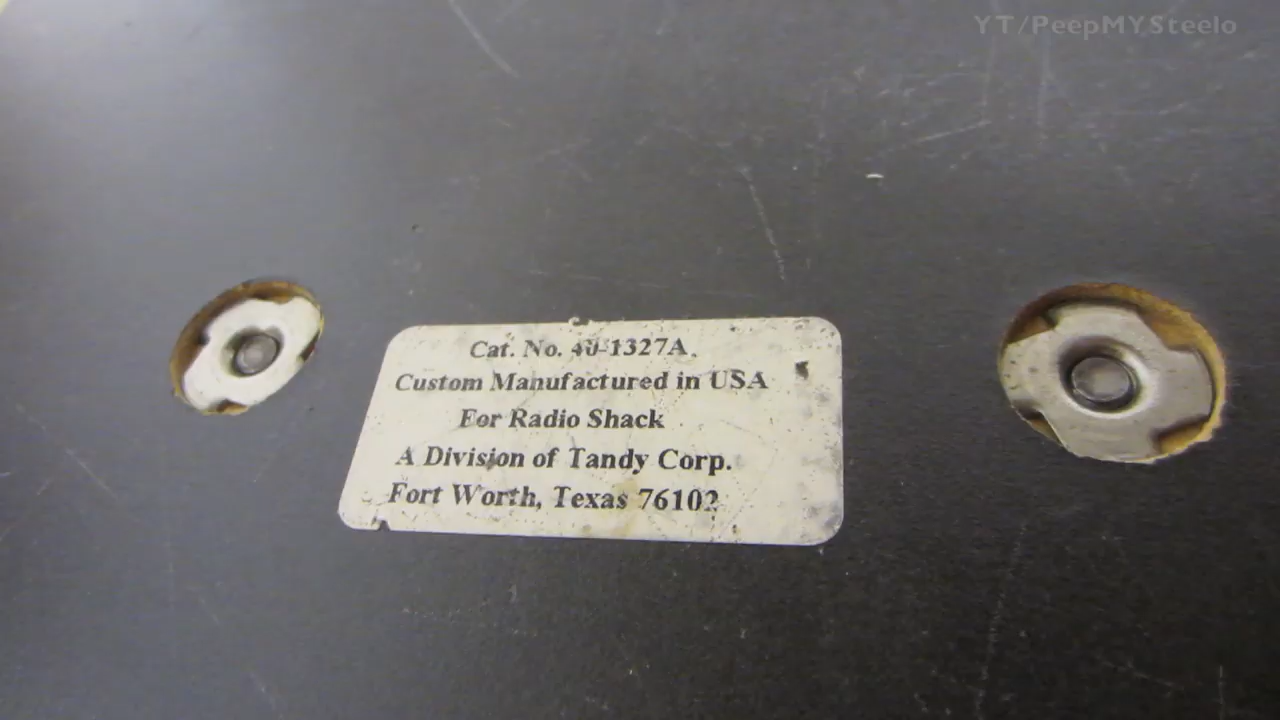 YT/PeepMYSteelo
Cat. No. 40-1327A
Custom Manufactured in USA
For Radio Shack
A Division of Tandy Corp.
Fort Worth, Texas 76102